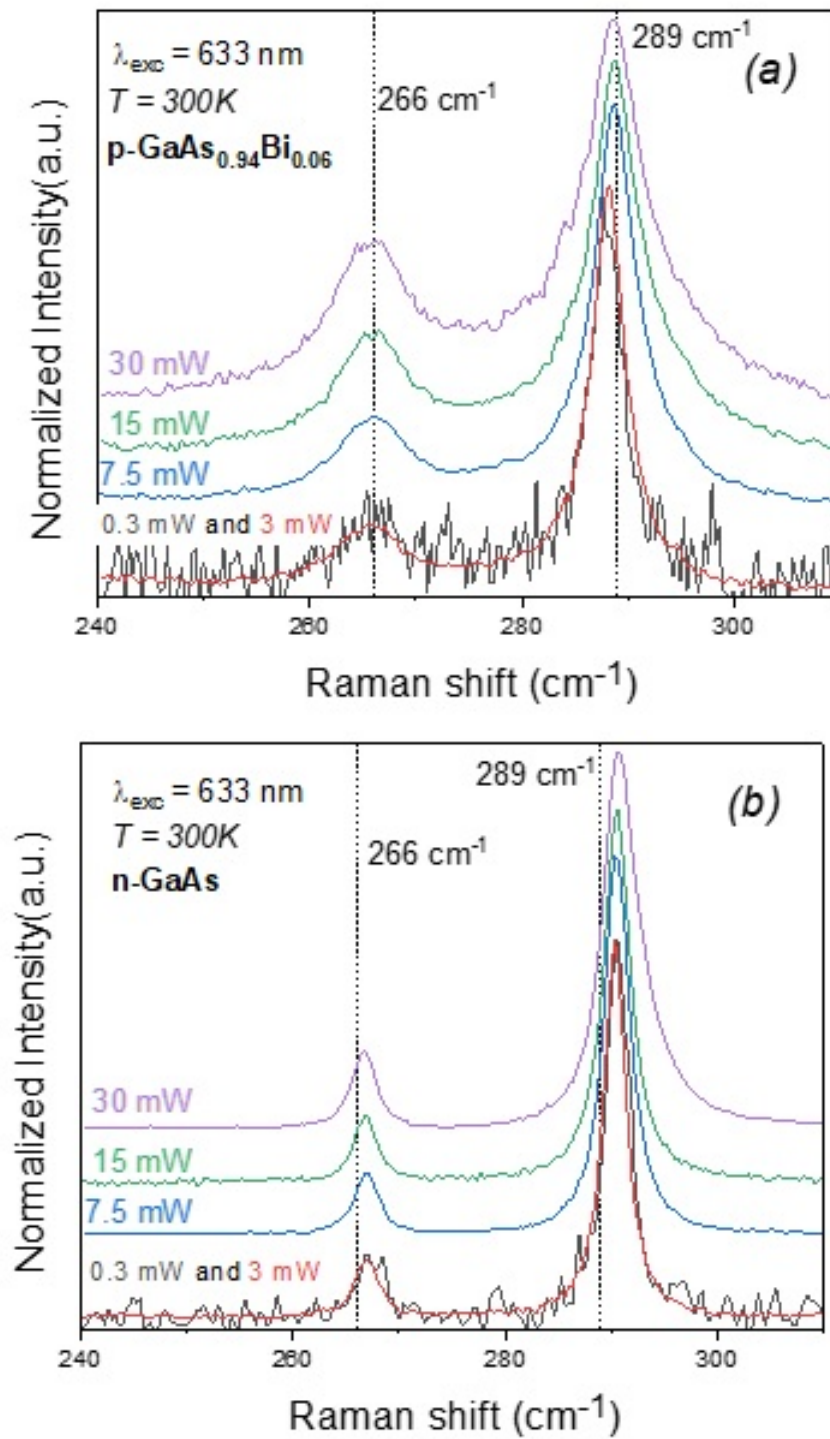 λexc = 633 nm
T = 300K
p-GaAs0.94Bi0.06
266 cm-1
289 cm-1
(a)
Normalized Intensity(a.u.)
30 mW
15 mW
7.5 mW
0.3 mW and 3 mW
240 260 280 300
Raman shift (cm-1)
λexc = 633 nm
T = 300K
n-GaAs
266 cm-1
289 cm-1
(b)
Normalized Intensity(a.u.)
30 mW
15 mW
7.5 mW
0.3 mW and 3 mW
240 260 280 300
Raman shift (cm-1)